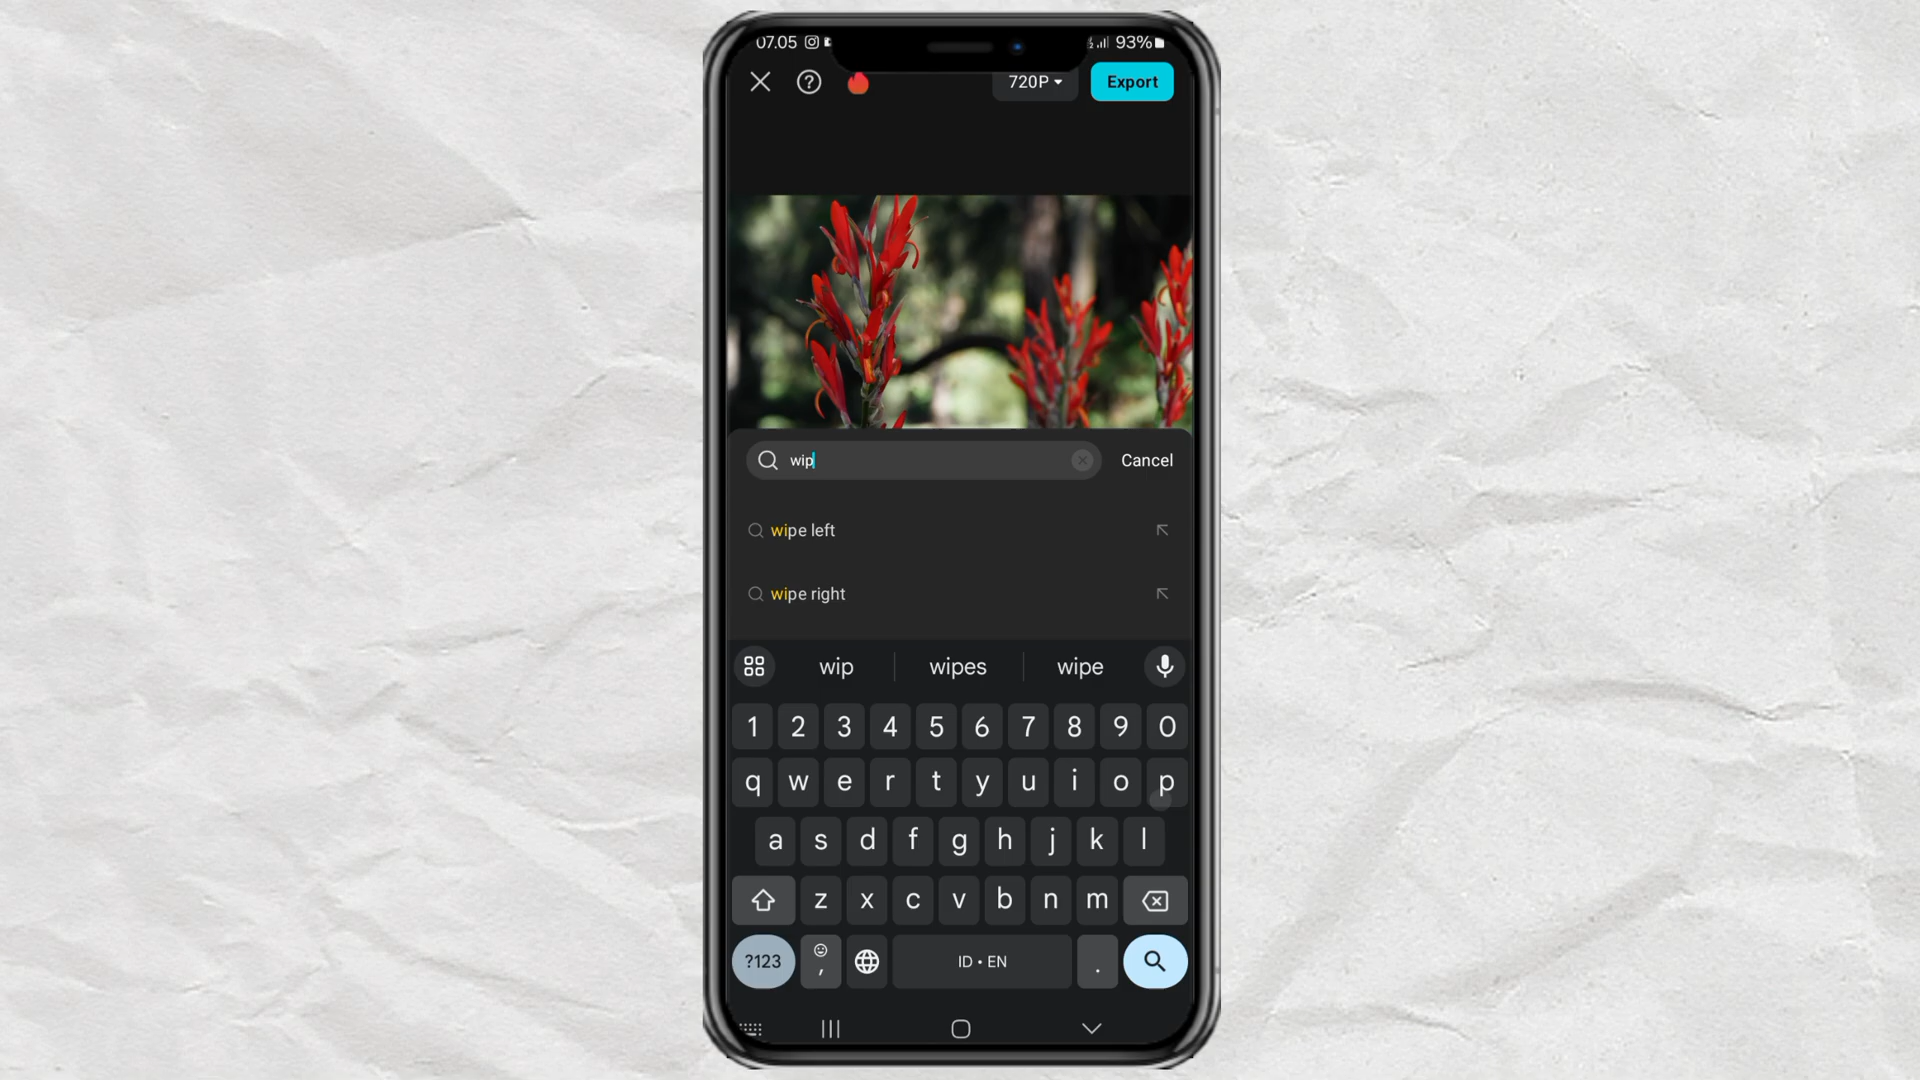 07.05 93%
720P Export
wip Cancel
wipe left
wipe right
wip wipes wipe
1 2 3 4 5 6 7 8 9 0
q w e r t y u i o p
a s d f g h j k l
z x c v b n m
?123 , ID • EN .